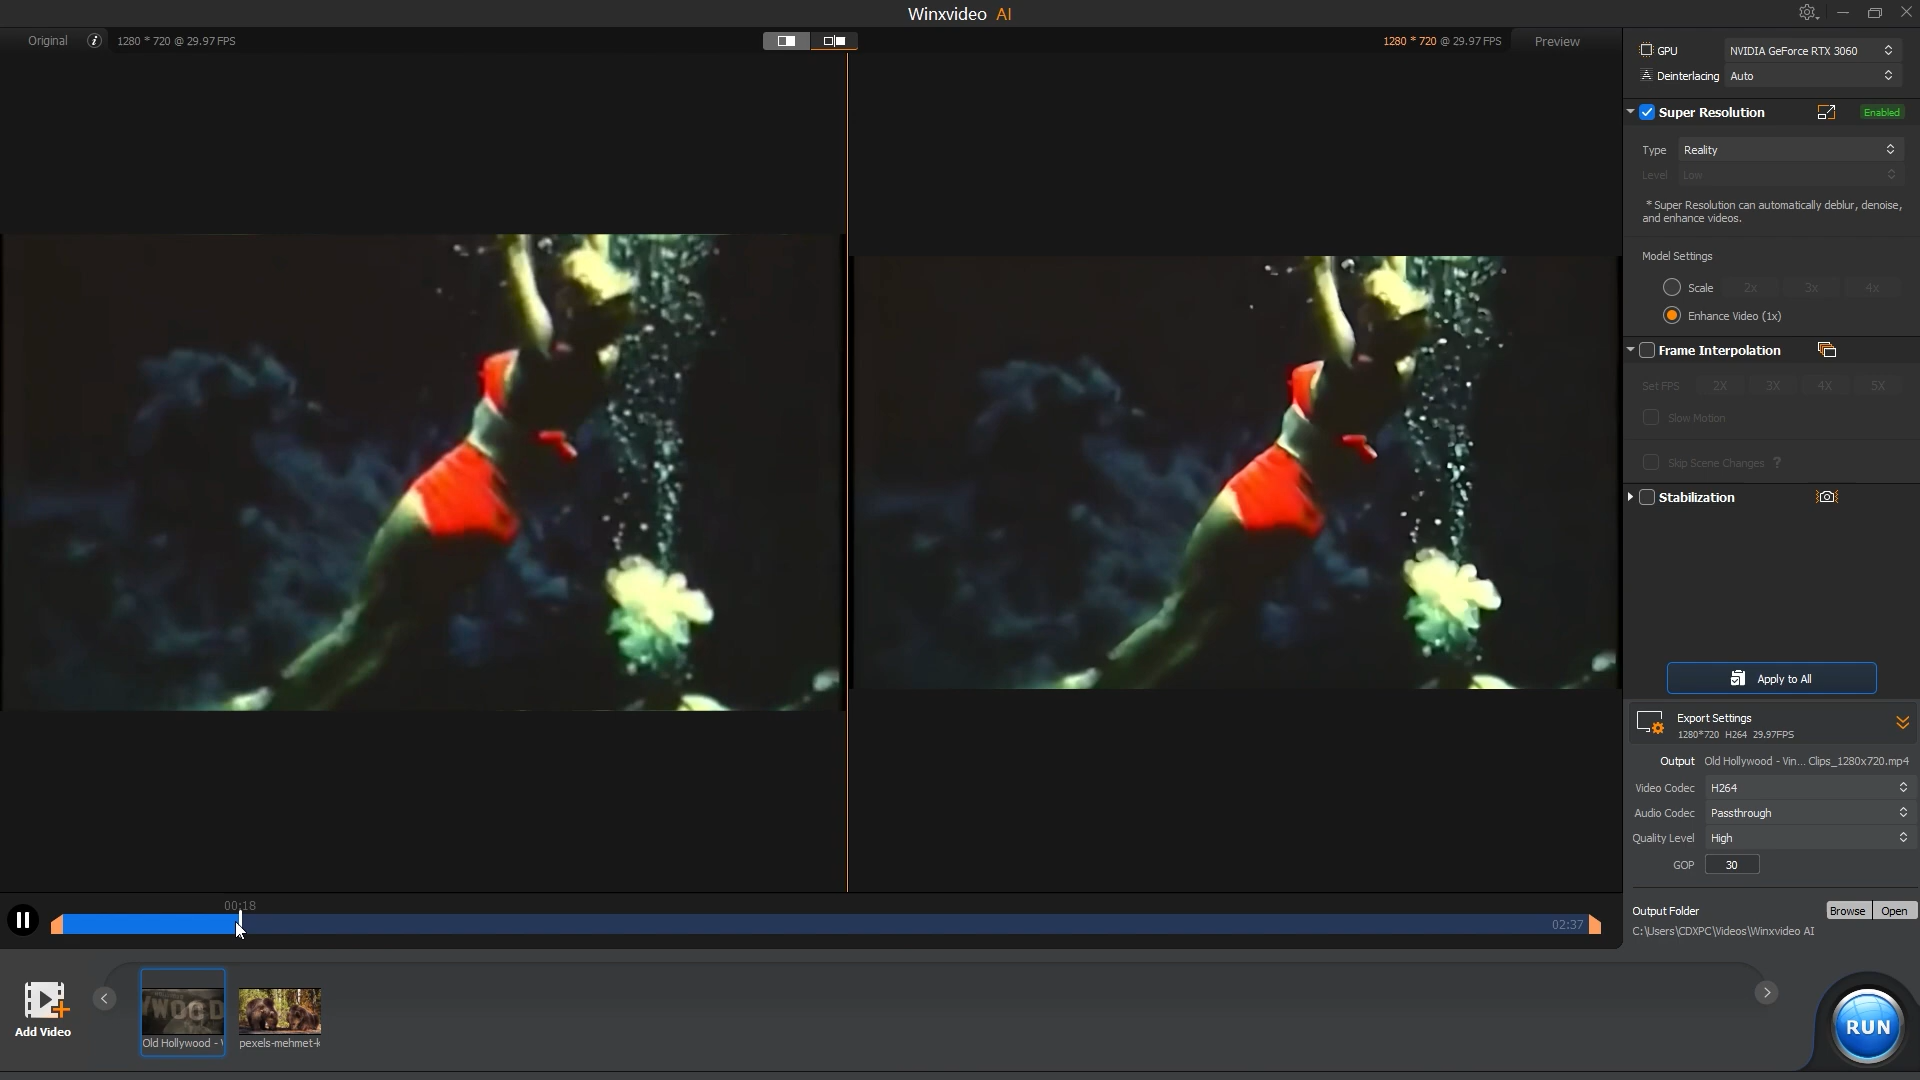 Winxvideo AI
Original
1280 * 720 @ 29.97 FPS
1280 * 720 @ 29.97 FPS
Preview
GPU
NVIDIA GeForce RTX 3060
Deinterlacing
Auto
Super Resolution
Enabled
Type
Reality
Level
Low
* Super Resolution can automatically deblur, denoise,
and enhance videos.
Model Settings
Scale
2x
3x
4x
Enhance Video (1x)
Frame Interpolation
Set FPS
2X
3X
4X
5X
Slow Motion
Skip Scene Changes ?
Stabilization
Apply to All
Export Settings
1280*720 H264 29.97FPS
Output
Old Hollywood - Vin... Clips_1280x720.mp4
Video Codec
H264
Audio Codec
Passthrough
Quality Level
High
GOP
30
00:18
02:37
Output Folder
Browse
Open
C:\Users\CDXPC\Videos\Winxvideo AI
Add Video
YWOOD
Old Hollywood -
pexels-mehmet-k
RUN